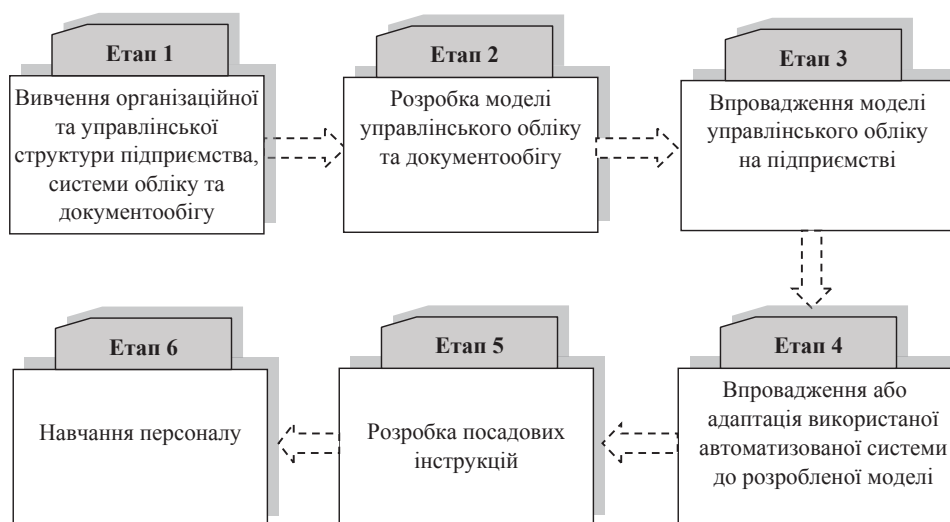 Етап 1
Вивчення організаційної
та управлінської
структури підприємства,
системи обліку та
документообігу
Етап 2
Розробка моделі
управлінського обліку
та документообігу
Етап 3
Впровадження моделі
управлінського обліку
на підприємстві
Етап 4
Впровадження або
адаптація використаної
автоматизованої системи
до розробленої моделі
Етап 5
Розробка посадових
інструкцій
Етап 6
Навчання персоналу